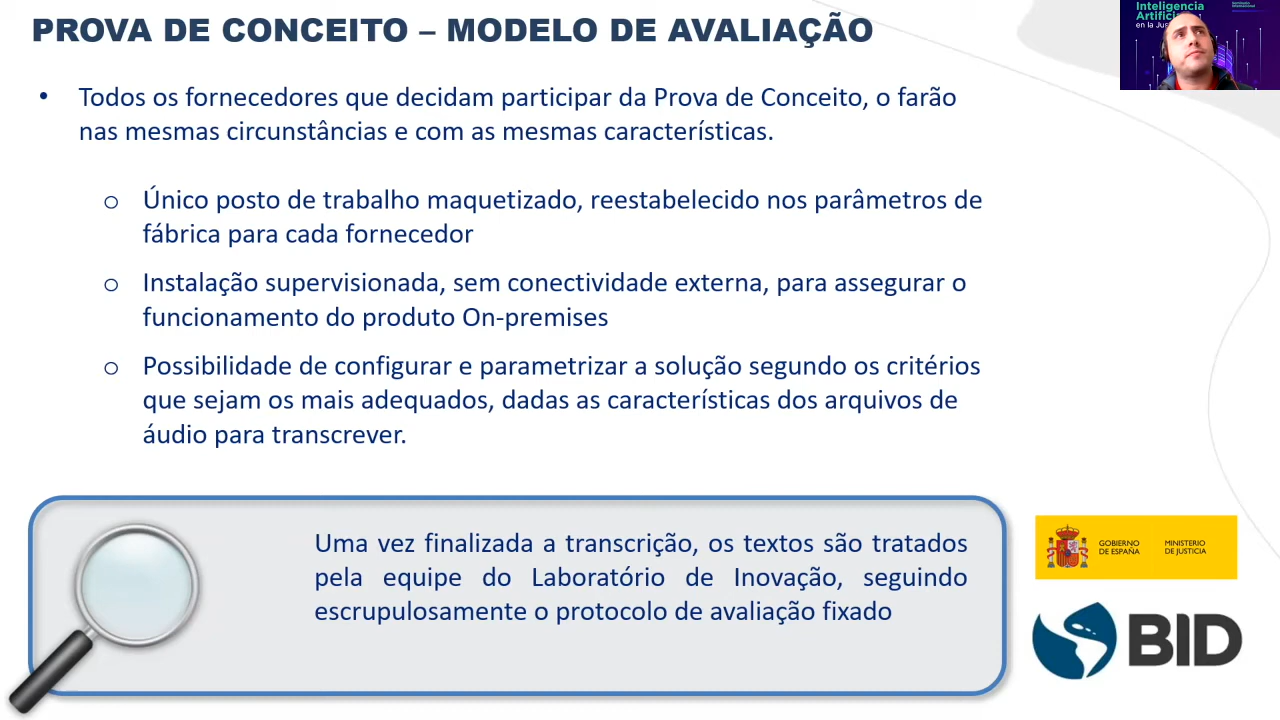 PROVA DE CONCEITO – MODELO DE AVALIAÇÃO
Inteligencia
Artificial
en la Jus
• Todos os fornecedores que decidam participar da Prova de Conceito, o farão
nas mesmas circunstâncias e com as mesmas características.
o Único posto de trabalho maquetizado, reestabelecido nos parâmetros de
fábrica para cada fornecedor
o Instalação supervisionada, sem conectividade externa, para assegurar o
funcionamento do produto On-premises
o Possibilidade de configurar e parametrizar a solução segundo os critérios
que sejam os mais adequados, dadas as características dos arquivos de
áudio para transcrever.
Uma vez finalizada a transcrição, os textos são tratados
pela equipe do Laboratório de Inovação, seguindo
escrupulosamente o protocolo de avaliação fixado
GOBIERNO
DE ESPAÑA
MINISTERIO
DE JUSTICIA
BID